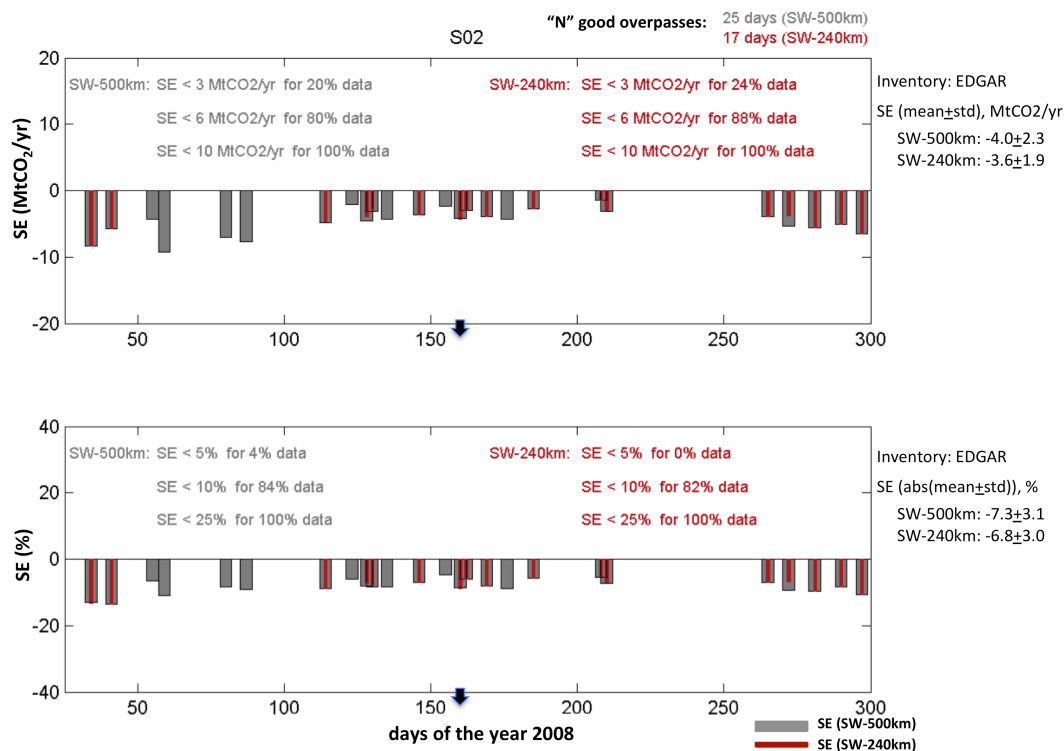 “N” good overpasses: 25 days (SW-500km)
17 days (SW-240km)
S02
SW-500km: SE < 3 MtCO2/yr for 20% data
SE < 6 MtCO2/yr for 80% data
SE < 10 MtCO2/yr for 100% data
SW-240km: SE < 3 MtCO2/yr for 24% data
SE < 6 MtCO2/yr for 88% data
SE < 10 MtCO2/yr for 100% data
Inventory: EDGAR
SE (mean±std), MtCO2/yr
SW-500km: -4.0±2.3
SW-240km: -3.6±1.9
SE (MtCO₂/yr)
20
10
0
-10
-20
50 100 150 200 250 300
SW-500km: SE < 5% for 4% data
SE < 10% for 84% data
SE < 25% for 100% data
SW-240km: SE < 5% for 0% data
SE < 10% for 82% data
SE < 25% for 100% data
Inventory: EDGAR
SE (abs(mean±std)), %
SW-500km: -7.3±3.1
SW-240km: -6.8±3.0
SE (%)
40
20
0
-20
-40
50 100 150 200 250 300
days of the year 2008
SE (SW-500km)
SE (SW-240km)